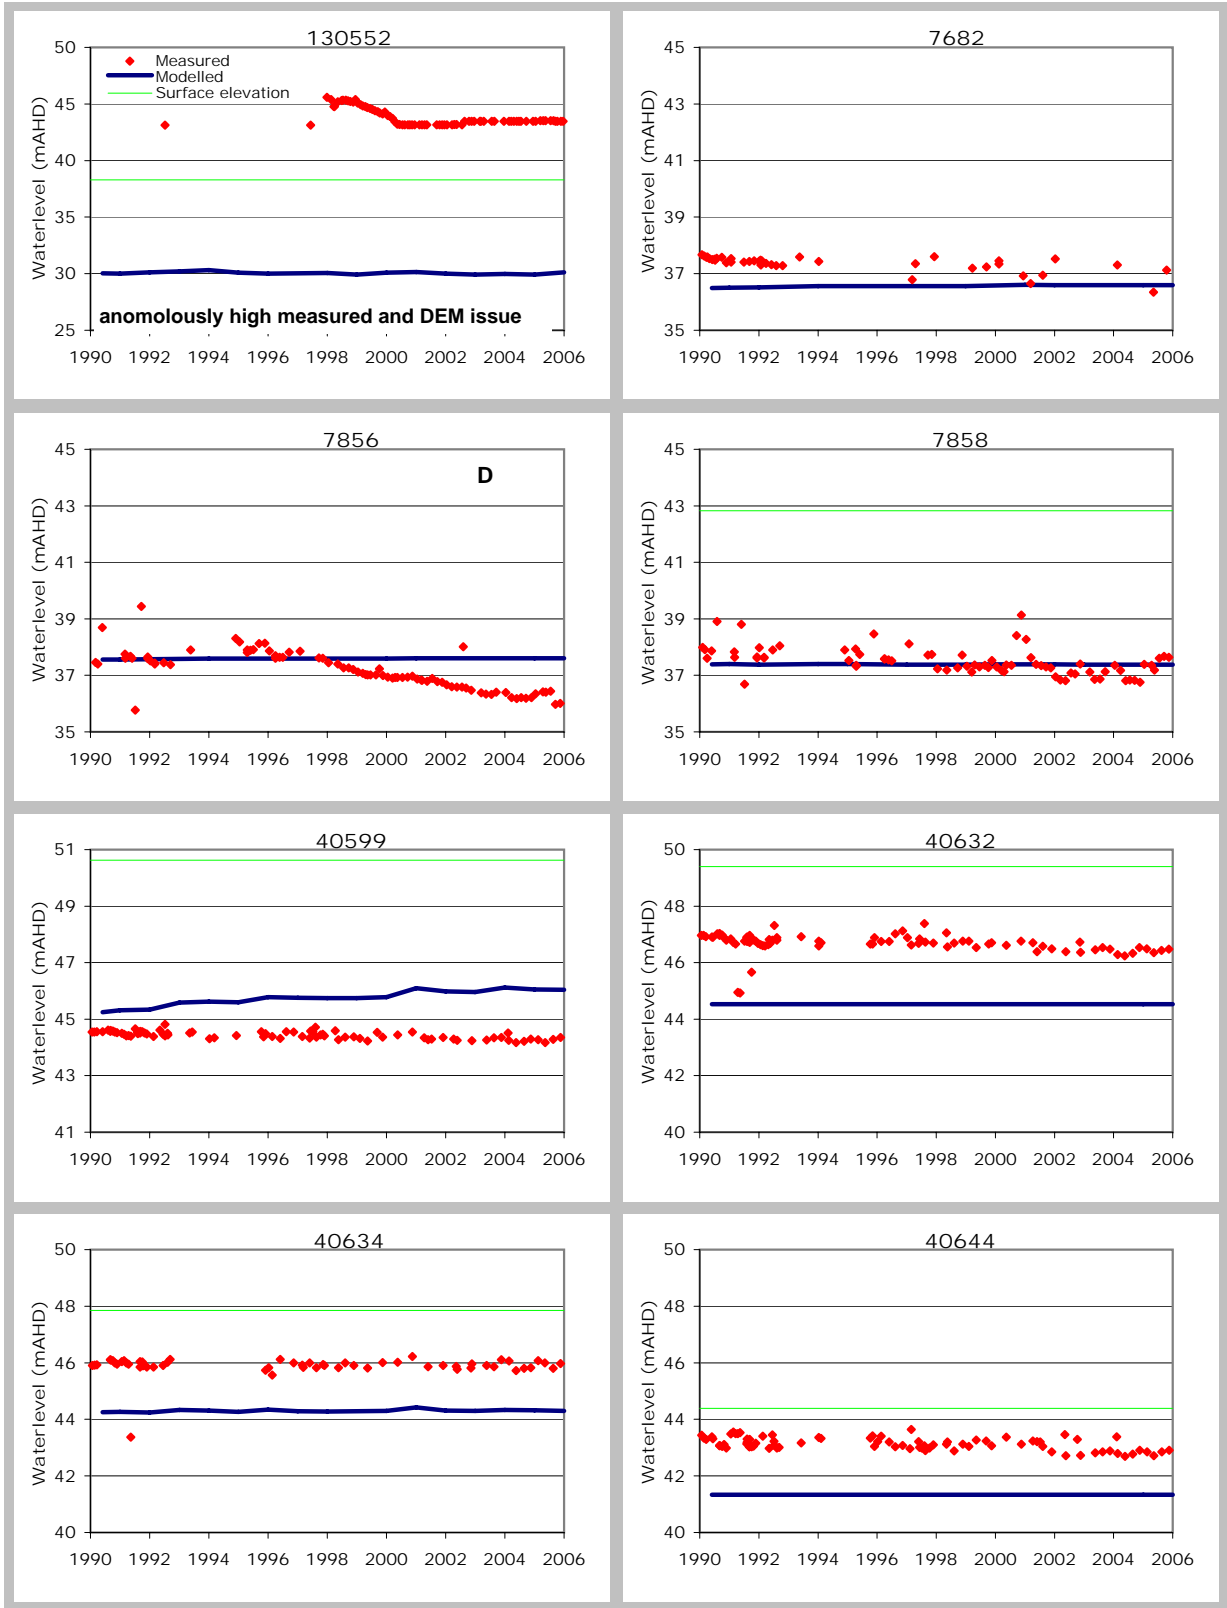 130552
Measured
Modelled
Surface elevation
Waterlevel (mAHD)
50
45
40
35
30
25
anomolously high measured and DEM issue
1990 1992 1994 1996 1998 2000 2002 2004 2006
7682
Waterlevel (mAHD)
45
43
41
39
37
35
1990 1992 1994 1996 1998 2000 2002 2004 2006
7856
D
Waterlevel (mAHD)
45
43
41
39
37
35
1990 1992 1994 1996 1998 2000 2002 2004 2006
7858
Waterlevel (mAHD)
45
43
41
39
37
35
1990 1992 1994 1996 1998 2000 2002 2004 2006
40599
Waterlevel (mAHD)
51
49
47
45
43
41
1990 1992 1994 1996 1998 2000 2002 2004 2006
40632
Waterlevel (mAHD)
50
48
46
44
42
40
1990 1992 1994 1996 1998 2000 2002 2004 2006
40634
Waterlevel (mAHD)
50
48
46
44
42
40
1990 1992 1994 1996 1998 2000 2002 2004 2006
40644
Waterlevel (mAHD)
50
48
46
44
42
40
1990 1992 1994 1996 1998 2000 2002 2004 2006